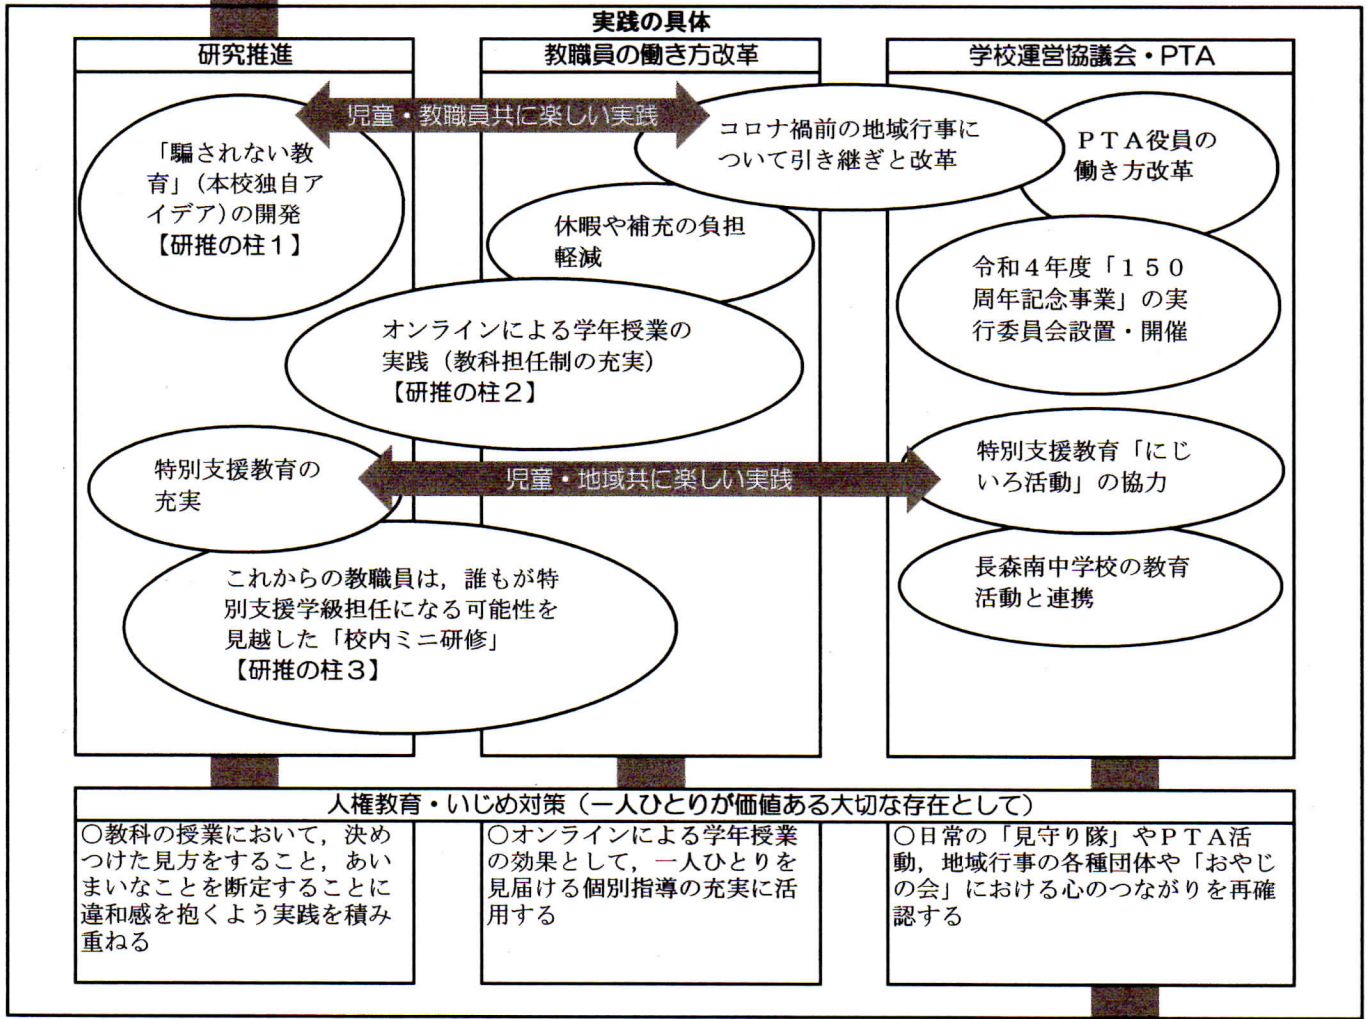 実践の具体
研究推進
教職員の働き方改革
学校運営協議会・PTA
児童・教職員共に楽しい実践
「騙されない教
育」(本校独自ア
イデア)の開発
【研推の柱1】
コロナ禍前の地域行事に
ついて引き継ぎと改革
PTA役員の
働き方改革
休暇や補充の負担
軽減
令和4年度「150
周年記念事業」の実
行委員会設置・開催
オンラインによる学年授業の
実践(教科担任制の充実)
【研推の柱2】
特別支援教育の
充実
児童・地域共に楽しい実践
特別支援教育「にじ
いろ活動」の協力
これからの教職員は,誰もが特
別支援学級担任になる可能性を
見越した「校内ミニ研修」
【研推の柱3】
長森南中学校の教育
活動と連携
人権教育・いじめ対策(一人ひとりが価値ある大切な存在として)
○教科の授業において,決め
つけた見方をすること,あい
まいなことを断定することに
違和感を抱くよう実践を積み
重ねる
○オンラインによる学年授業
の効果として,一人ひとりを
見届ける個別指導の充実に活
用する
○日常の「見守り隊」やPTA活
動,地域行事の各種団体や「おやじ
の会」における心のつながりを再確
認する